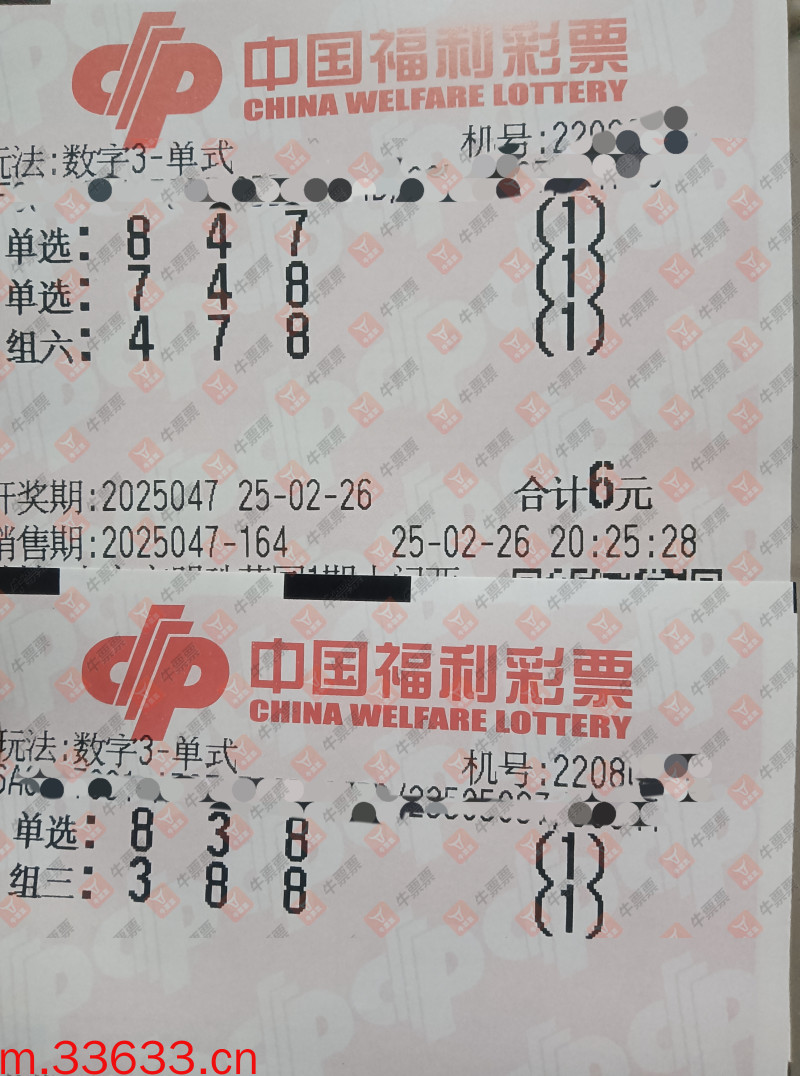 中国福利彩票
CHINA WELFARE LOTTERY
玩法:数字3-单式 机号:220
单选: 8 4 7 (1)
单选: 7 4 8 (1)
组六: 4 7 8 (1)
开奖期:2025047 25-02-26 合计6元
销售期:2025047-164 25-02-26 20:25:28
中国福利彩票
CHINA WELFARE LOTTERY
玩法:数字3-单式 机号:2208
单选: 8 3 8 (1)
组三: 3 8 8 (1)
m.33633.cn
牛票票